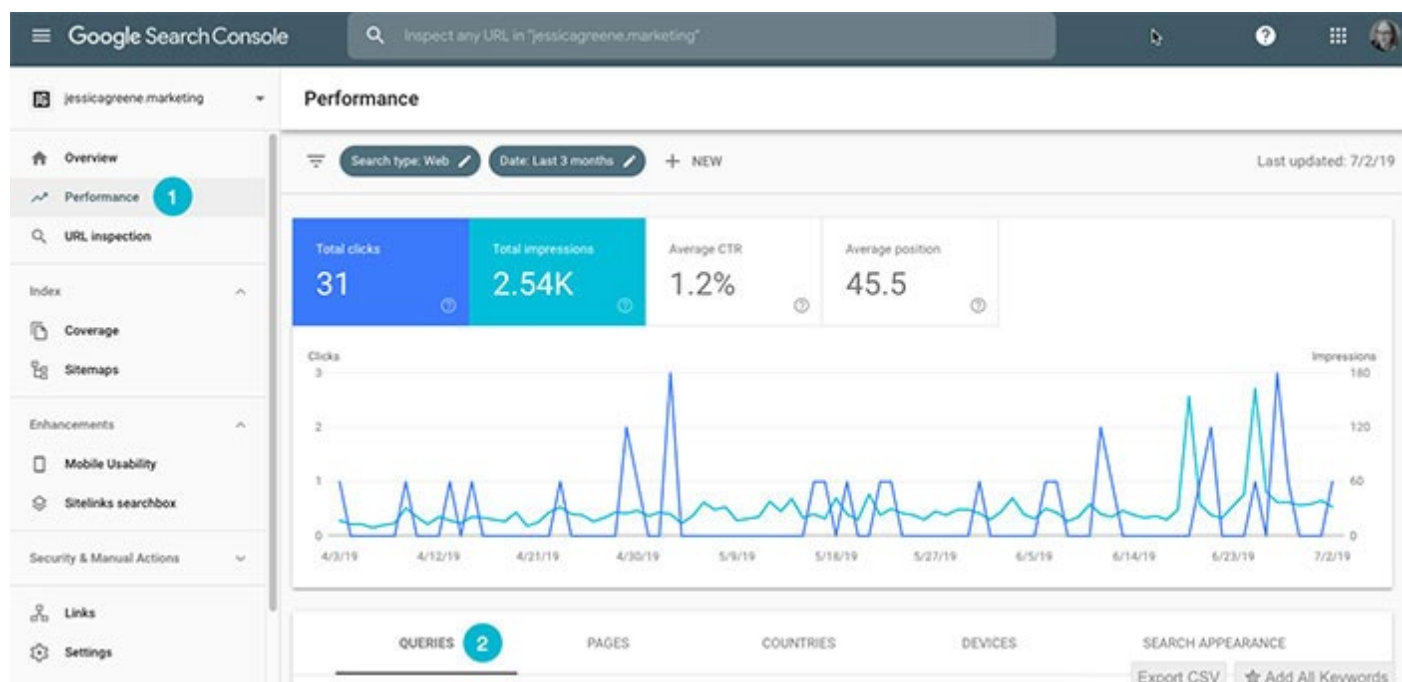 Google Search Console
Inspect any URL in "jessicagreene.marketing"
jessicagreene.marketing
Performance
Overview
Performance 1
URL inspection
Index
Coverage
Sitemaps
Enhancements
Mobile Usability
Sitelinks searchbox
Security & Manual Actions
Links
Settings
Search type: Web
Date: Last 3 months
+ NEW
Last updated: 7/2/19
Total clicks
31
Total impressions
2.54K
Average CTR
1.2%
Average position
45.5
Clicks
Impressions
3
2
1
0
180
120
60
0
4/3/19 4/12/19 4/21/19 4/30/19 5/9/19 5/18/19 5/27/19 6/5/19 6/14/19 6/23/19 7/2/19
QUERIES 2 PAGES COUNTRIES DEVICES SEARCH APPEARANCE
Export CSV Add All Keywords